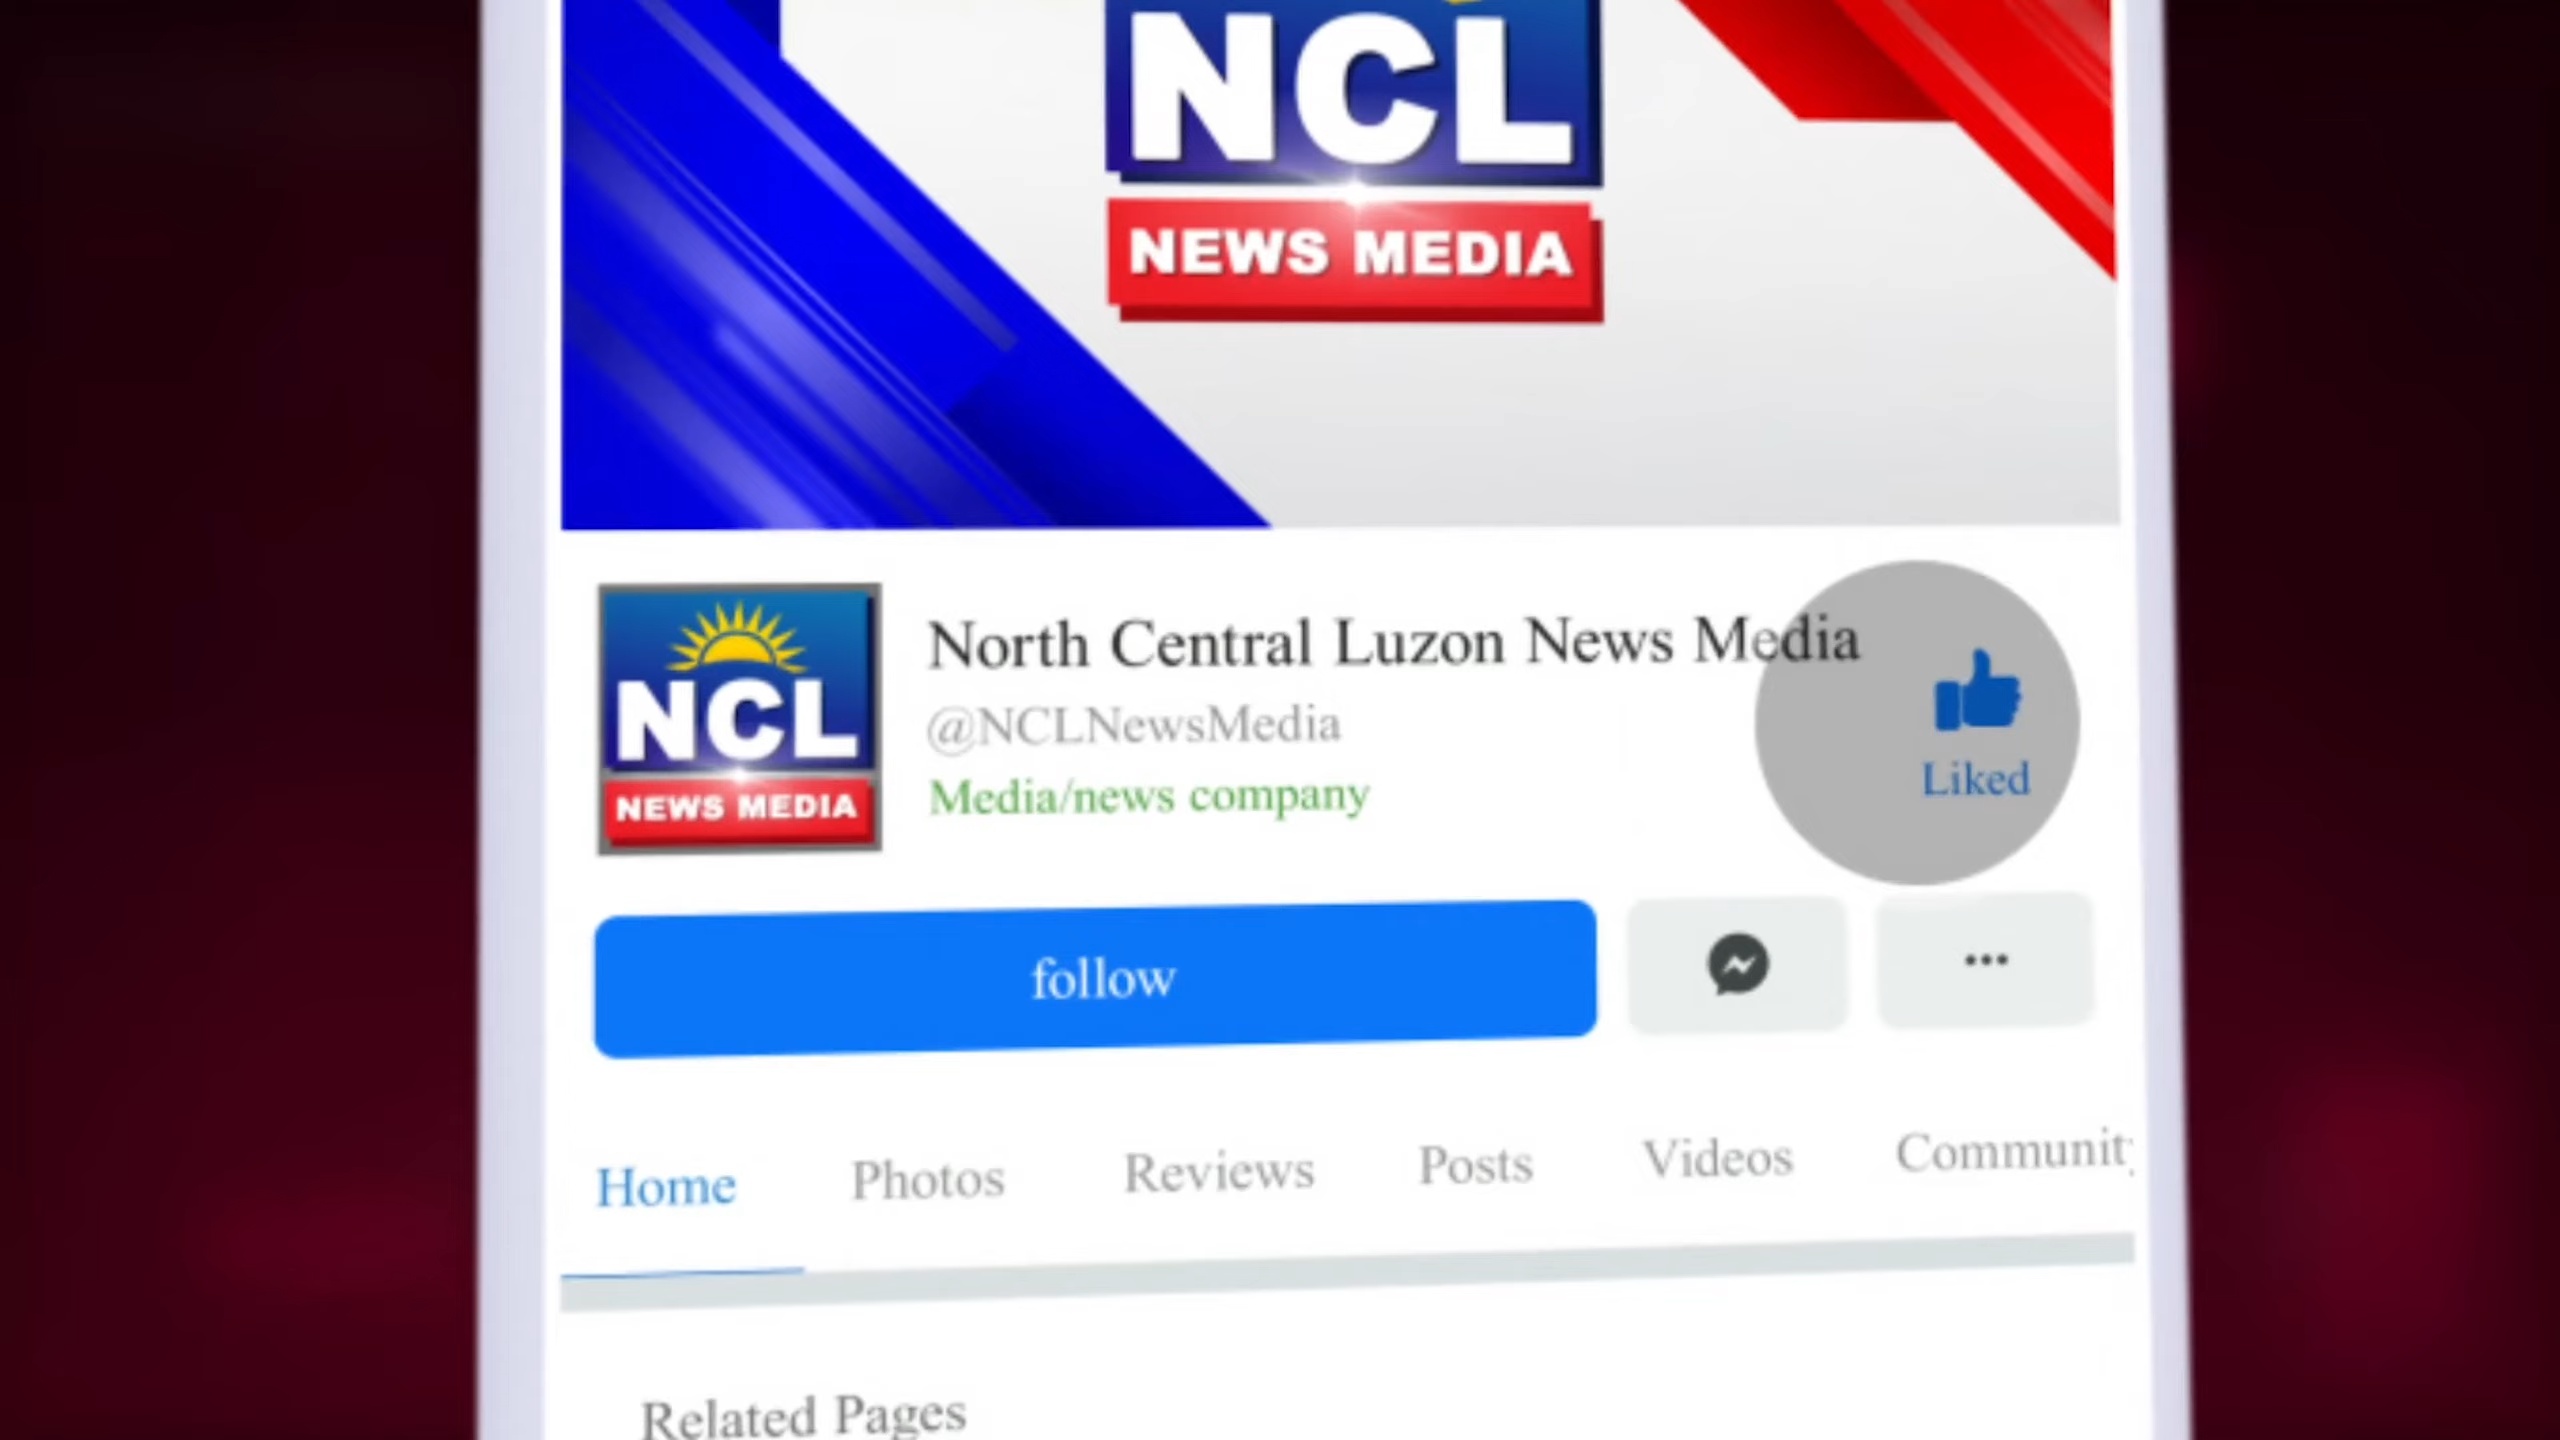 NCL
NEWS MEDIA
NCL
NEWS MEDIA
North Central Luzon News Media
@NCLNewsMedia
Media/news company
Liked
follow
Home Photos Reviews Posts Videos Community
Related Pages